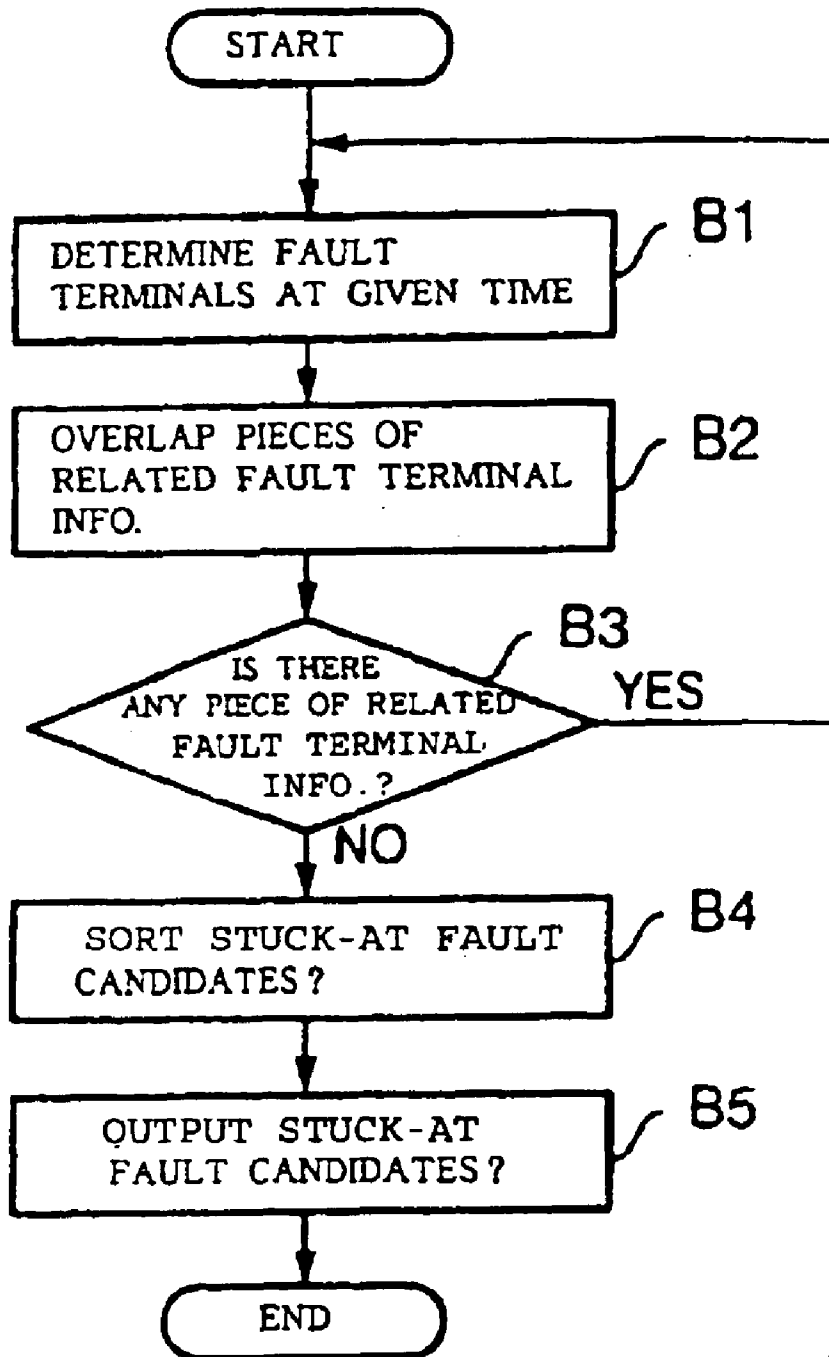 START
DETERMINE FAULT
TERMINALS AT GIVEN TIME
B1
OVERLAP PIECES OF
RELATED FAULT TERMINAL
INFO.
B2
B3
IS THERE
ANY PIECE OF RELATED
FAULT TERMINAL
INFO.?
YES
NO
SORT STUCK-AT FAULT
CANDIDATES?
B4
OUTPUT STUCK-AT
FAULT CANDIDATES?
B5
END